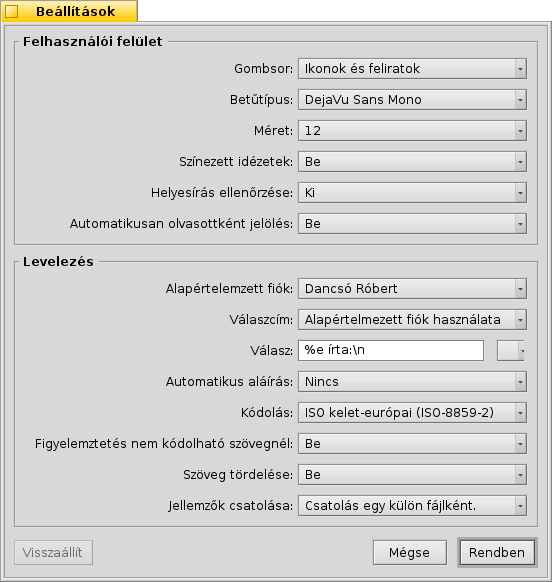 Beállítások
Felhasználói felület
Gombsor: Ikonok és feliratok
Betűtípus: DejaVu Sans Mono
Méret: 12
Színezett idézetek: Be
Helyesírás ellenőrzése: Ki
Automatikusan olvasottként jelölés: Be
Levelezés
Alapértelemzett fiók: Dancsó Róbert
Válaszcím: Alapértelmezett fiók használata
Válasz: %e írta:\n
Automatikus aláírás: Nincs
Kódolás: ISO kelet-európai (ISO-8859-2)
Figyelemztetés nem kódolható szövegnél: Be
Szöveg tördelése: Be
Jellemzők csatolása: Csatolás egy külön fájlként.
Visszaállít Mégse Rendben